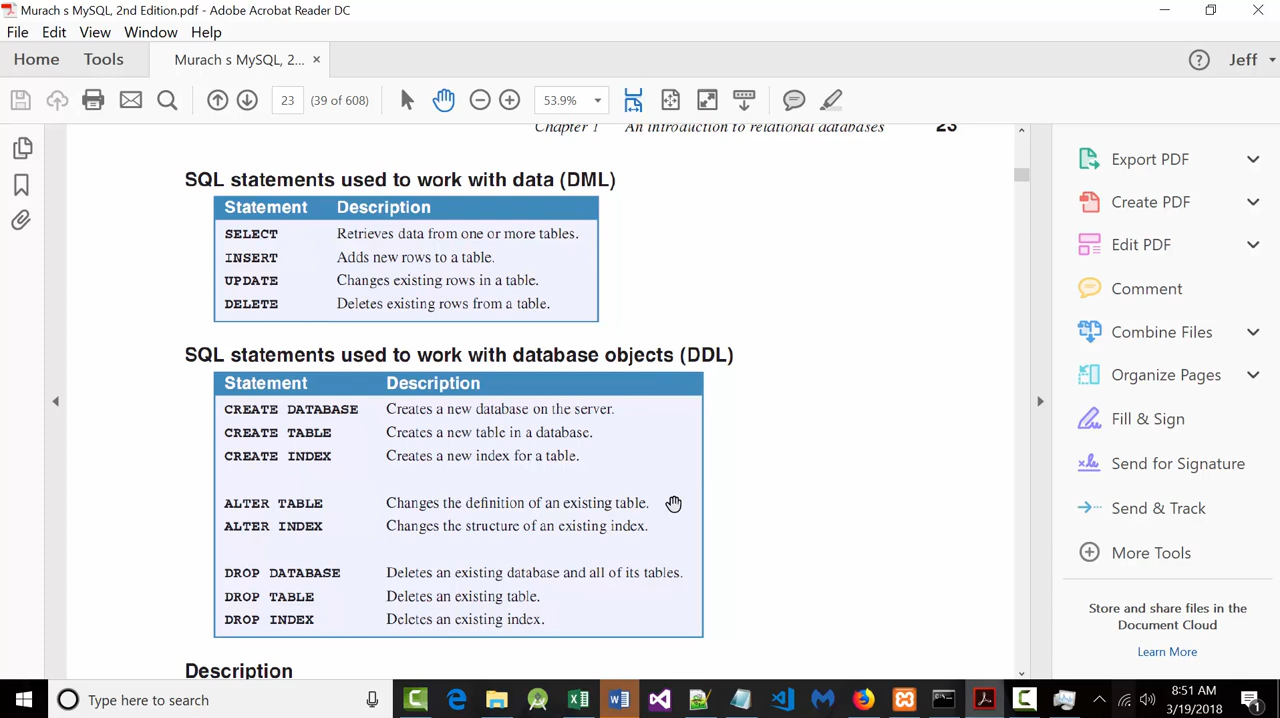 Murach s MySQL, 2nd Edition.pdf - Adobe Acrobat Reader DC
File Edit View Window Help
Home Tools Murach s MySQL, 2... × Jeff
23 (39 of 608) 53.9%
Chapter 1 An introduction to relational databases 23
SQL statements used to work with data (DML)
Statement Description
SELECT Retrieves data from one or more tables.
INSERT Adds new rows to a table.
UPDATE Changes existing rows in a table.
DELETE Deletes existing rows from a table.
SQL statements used to work with database objects (DDL)
Statement Description
CREATE DATABASE Creates a new database on the server.
CREATE TABLE Creates a new table in a database.
CREATE INDEX Creates a new index for a table.
ALTER TABLE Changes the definition of an existing table.
ALTER INDEX Changes the structure of an existing index.
DROP DATABASE Deletes an existing database and all of its tables.
DROP TABLE Deletes an existing table.
DROP INDEX Deletes an existing index.
Description
Export PDF
Create PDF
Edit PDF
Comment
Combine Files
Organize Pages
Fill & Sign
Send for Signature
Send & Track
More Tools
Store and share files in the
Document Cloud
Learn More
Type here to search
8:51 AM
3/19/2018
1